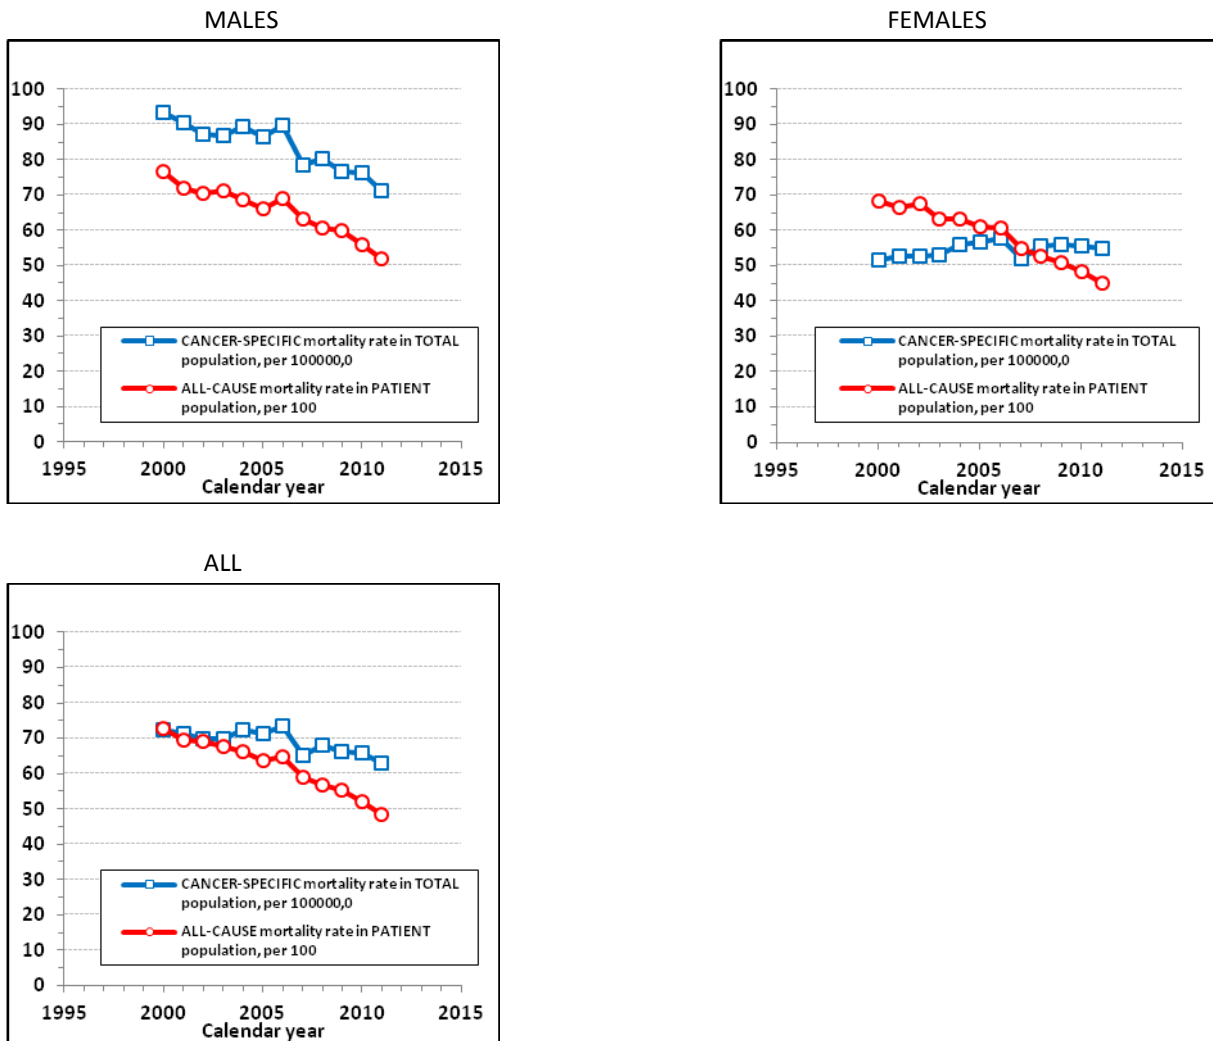 MALES
100
90
80
70
60
50
40
30
20
10
0
CANCER-SPECIFIC mortality rate in TOTAL
population, per 100000,0
ALL-CAUSE mortality rate in PATIENT
population, per 100
1995 2000 2005 2010 2015
Calendar year
FEMALES
100
90
80
70
60
50
40
30
20
10
0
CANCER-SPECIFIC mortality rate in TOTAL
population, per 100000,0
ALL-CAUSE mortality rate in PATIENT
population, per 100
1995 2000 2005 2010 2015
Calendar year
ALL
100
90
80
70
60
50
40
30
20
10
0
CANCER-SPECIFIC mortality rate in TOTAL
population, per 100000,0
ALL-CAUSE mortality rate in PATIENT
population, per 100
1995 2000 2005 2010 2015
Calendar year